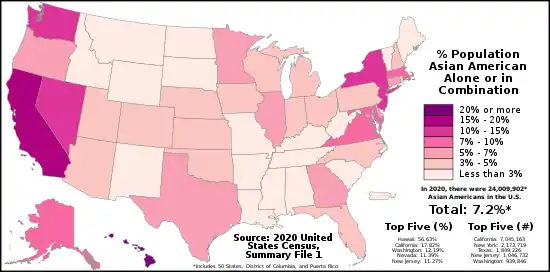 % Population
Asian American
Alone or in
Combination
20% or more
15% - 20%
10% - 15%
7% - 10%
5% - 7%
3% - 5%
Less than 3%
In 2020, there were 24,009,902*
Asian Americans in the U.S.
Total: 7.2%*
Top Five (%)
Hawaii: 56.63%
California: 17.82%
Washington: 12.19%
Nevada: 11.39%
New Jersey: 11.27%
Top Five (#)
California: 7,045,163
New York: 2,173,719
Texas: 1,849,226
New Jersey: 1,046,732
Washington: 939,846
Source: 2020 United
States Census,
Summary File 1
*Includes 50 States, District of Columbia, and Puerto Rico